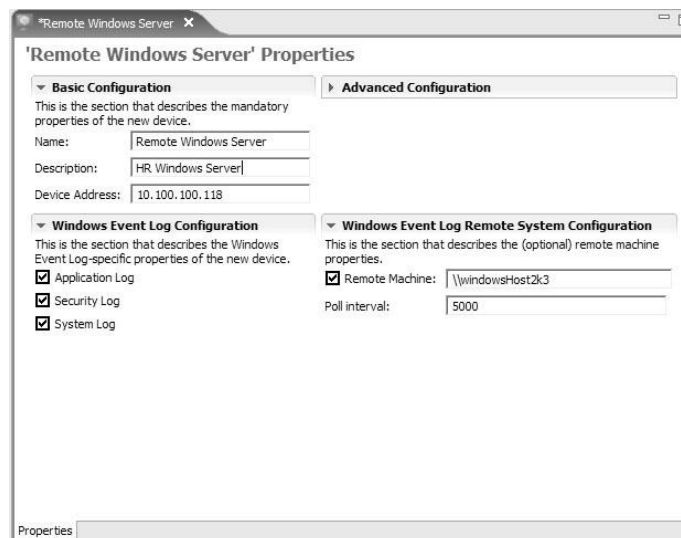 *Remote Windows Server
'Remote Windows Server' Properties
Basic Configuration
This is the section that describes the mandatory
properties of the new device.
Name: Remote Windows Server
Description: HR Windows Server
Device Address: 10.100.100.118
Advanced Configuration
Windows Event Log Configuration
This is the section that describes the Windows
Event Log-specific properties of the new device.
Application Log
Security Log
System Log
Windows Event Log Remote System Configuration
This is the section that describes the (optional) remote machine
properties.
Remote Machine: \\windowsHost2k3
Poll interval: 5000
Properties